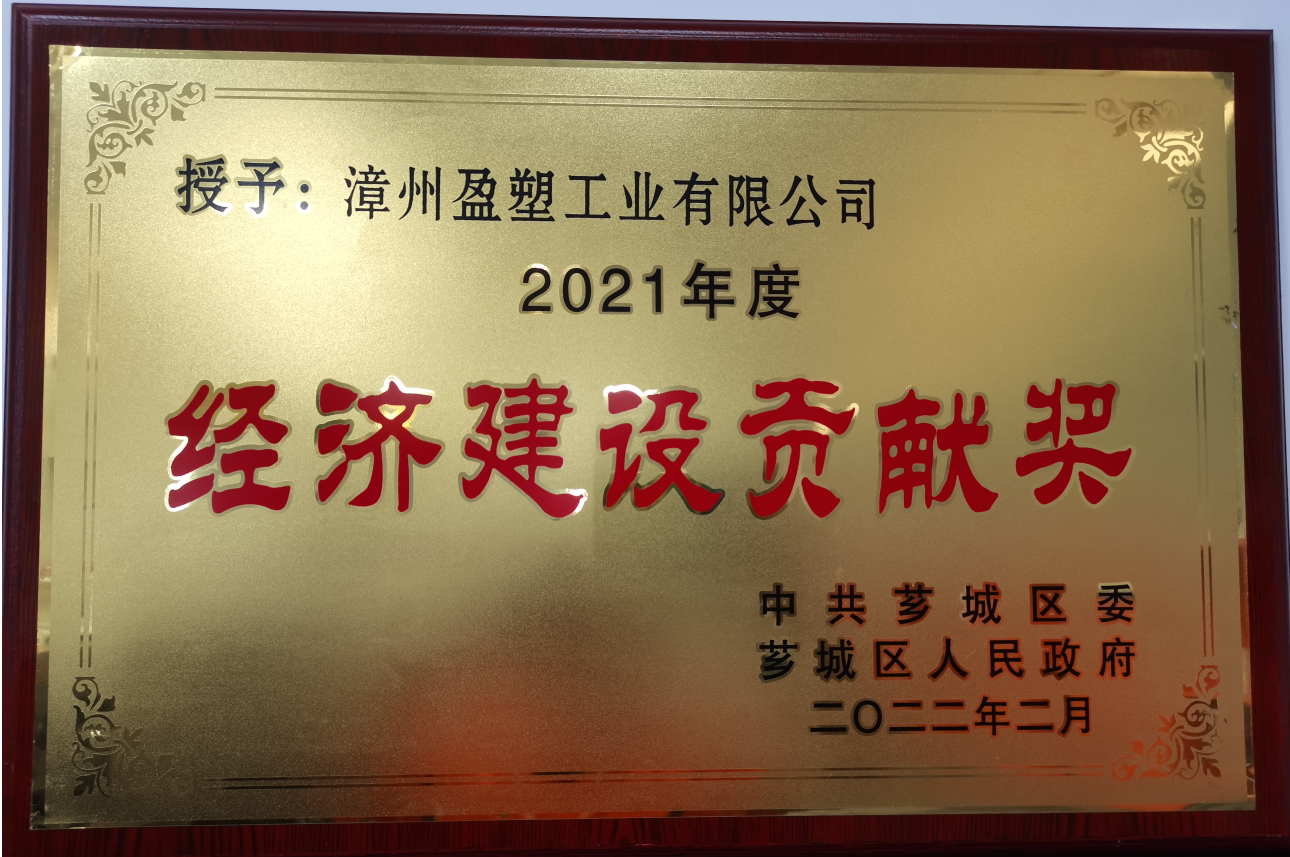 授予：漳州盈塑工业有限公司
2021年度
经济建设贡献奖
中共芗城区委
芗城区人民政府
二〇二二年二月